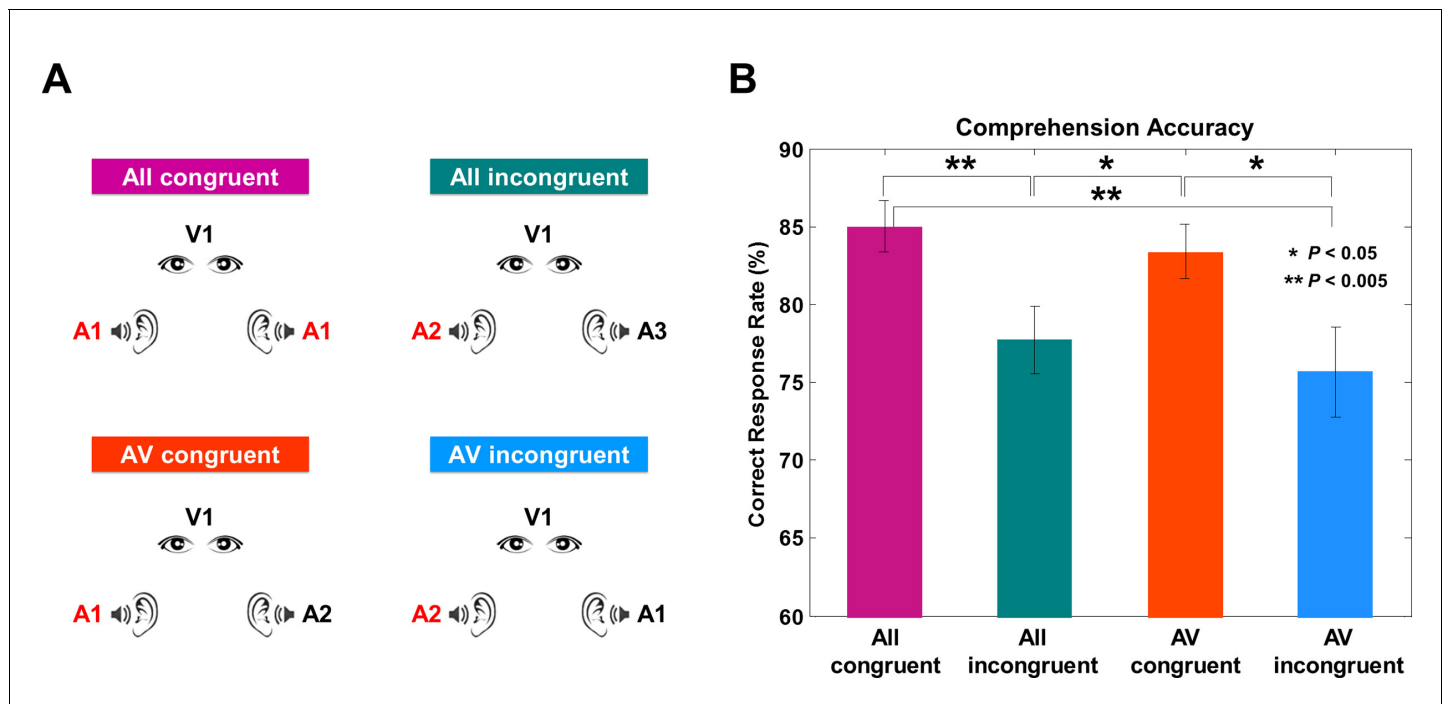 A
All congruent
All incongruent
V1
V1
A1
A1
A2
A3
AV congruent
AV incongruent
V1
V1
A1
A2
A2
A1
B
Comprehension Accuracy
Correct Response Rate (%)
90
85
80
75
70
65
60
**
*
*
**
* P < 0.05
** P < 0.005
All congruent
All incongruent
AV congruent
AV incongruent